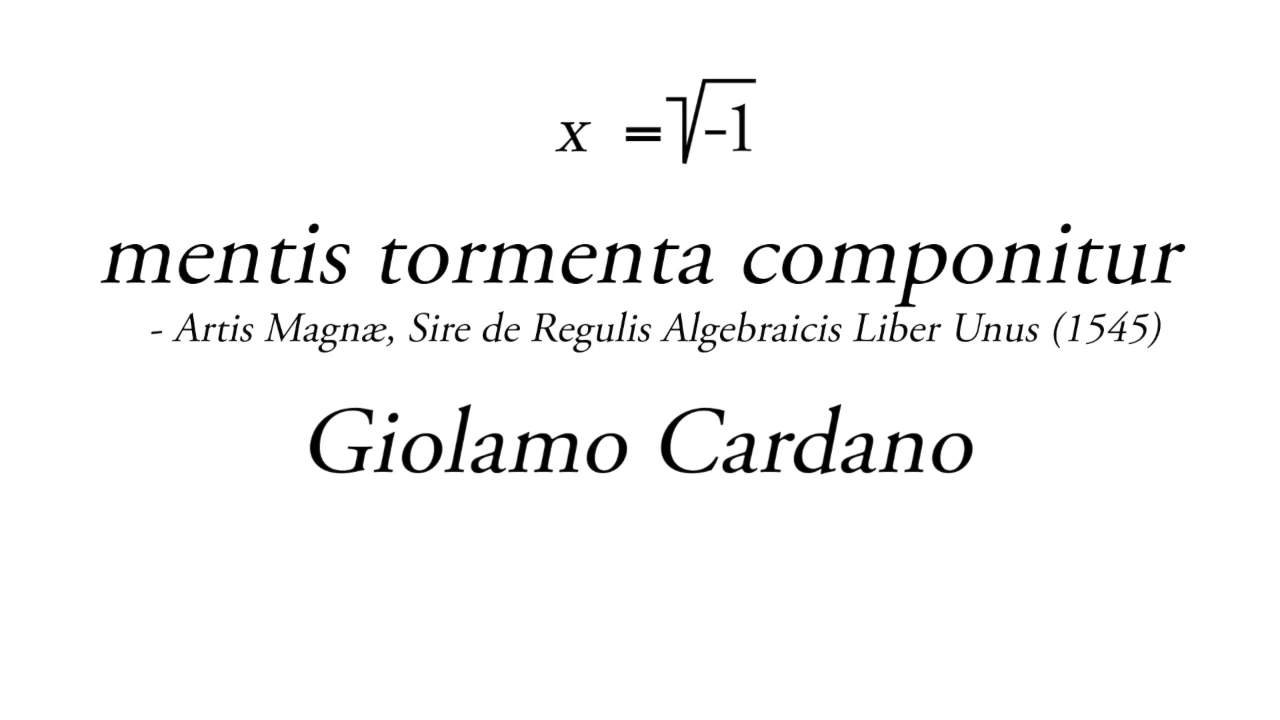 x = √-1
mentis tormenta componitur
- Artis Magnæ, Sire de Regulis Algebraicis Liber Unus (1545)
Giolamo Cardano